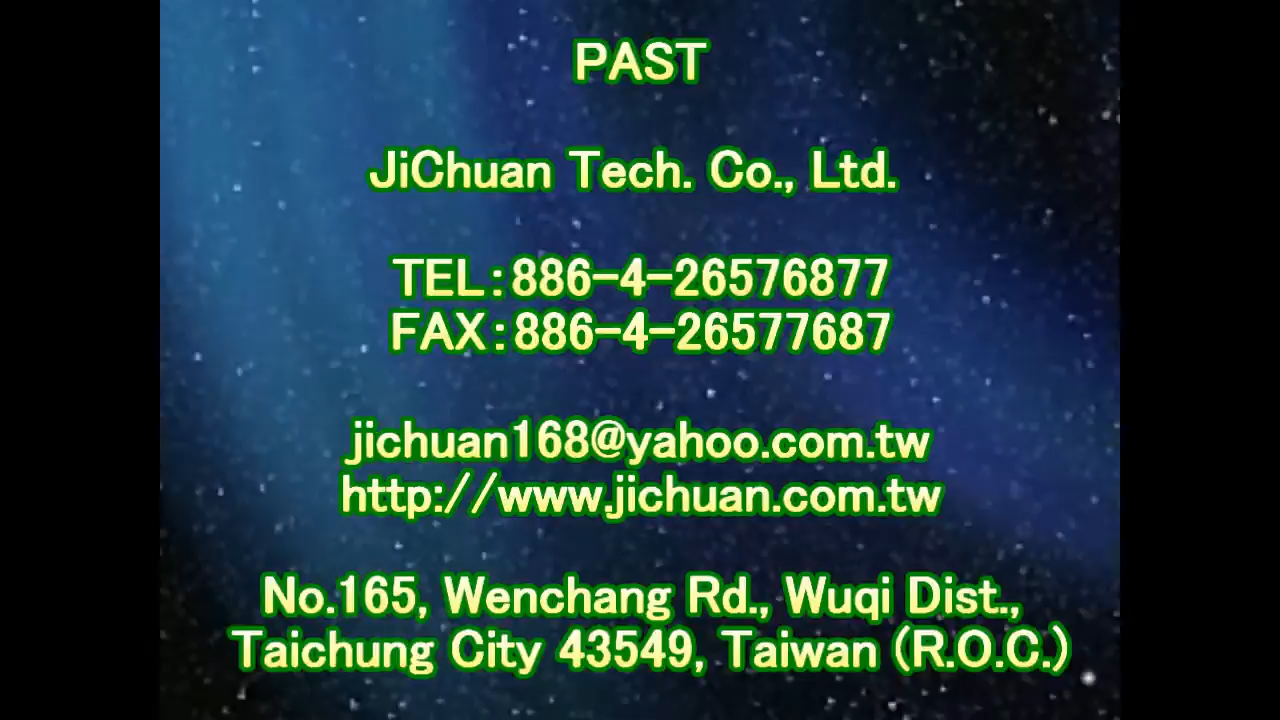 PAST
JiChuan Tech. Co., Ltd.
TEL:886-4-26576877
FAX:886-4-26577687
jichuan168@yahoo.com.tw
http://www.jichuan.com.tw
No.165, Wenchang Rd., Wuqi Dist.,
Taichung City 43549, Taiwan (R.O.C.)